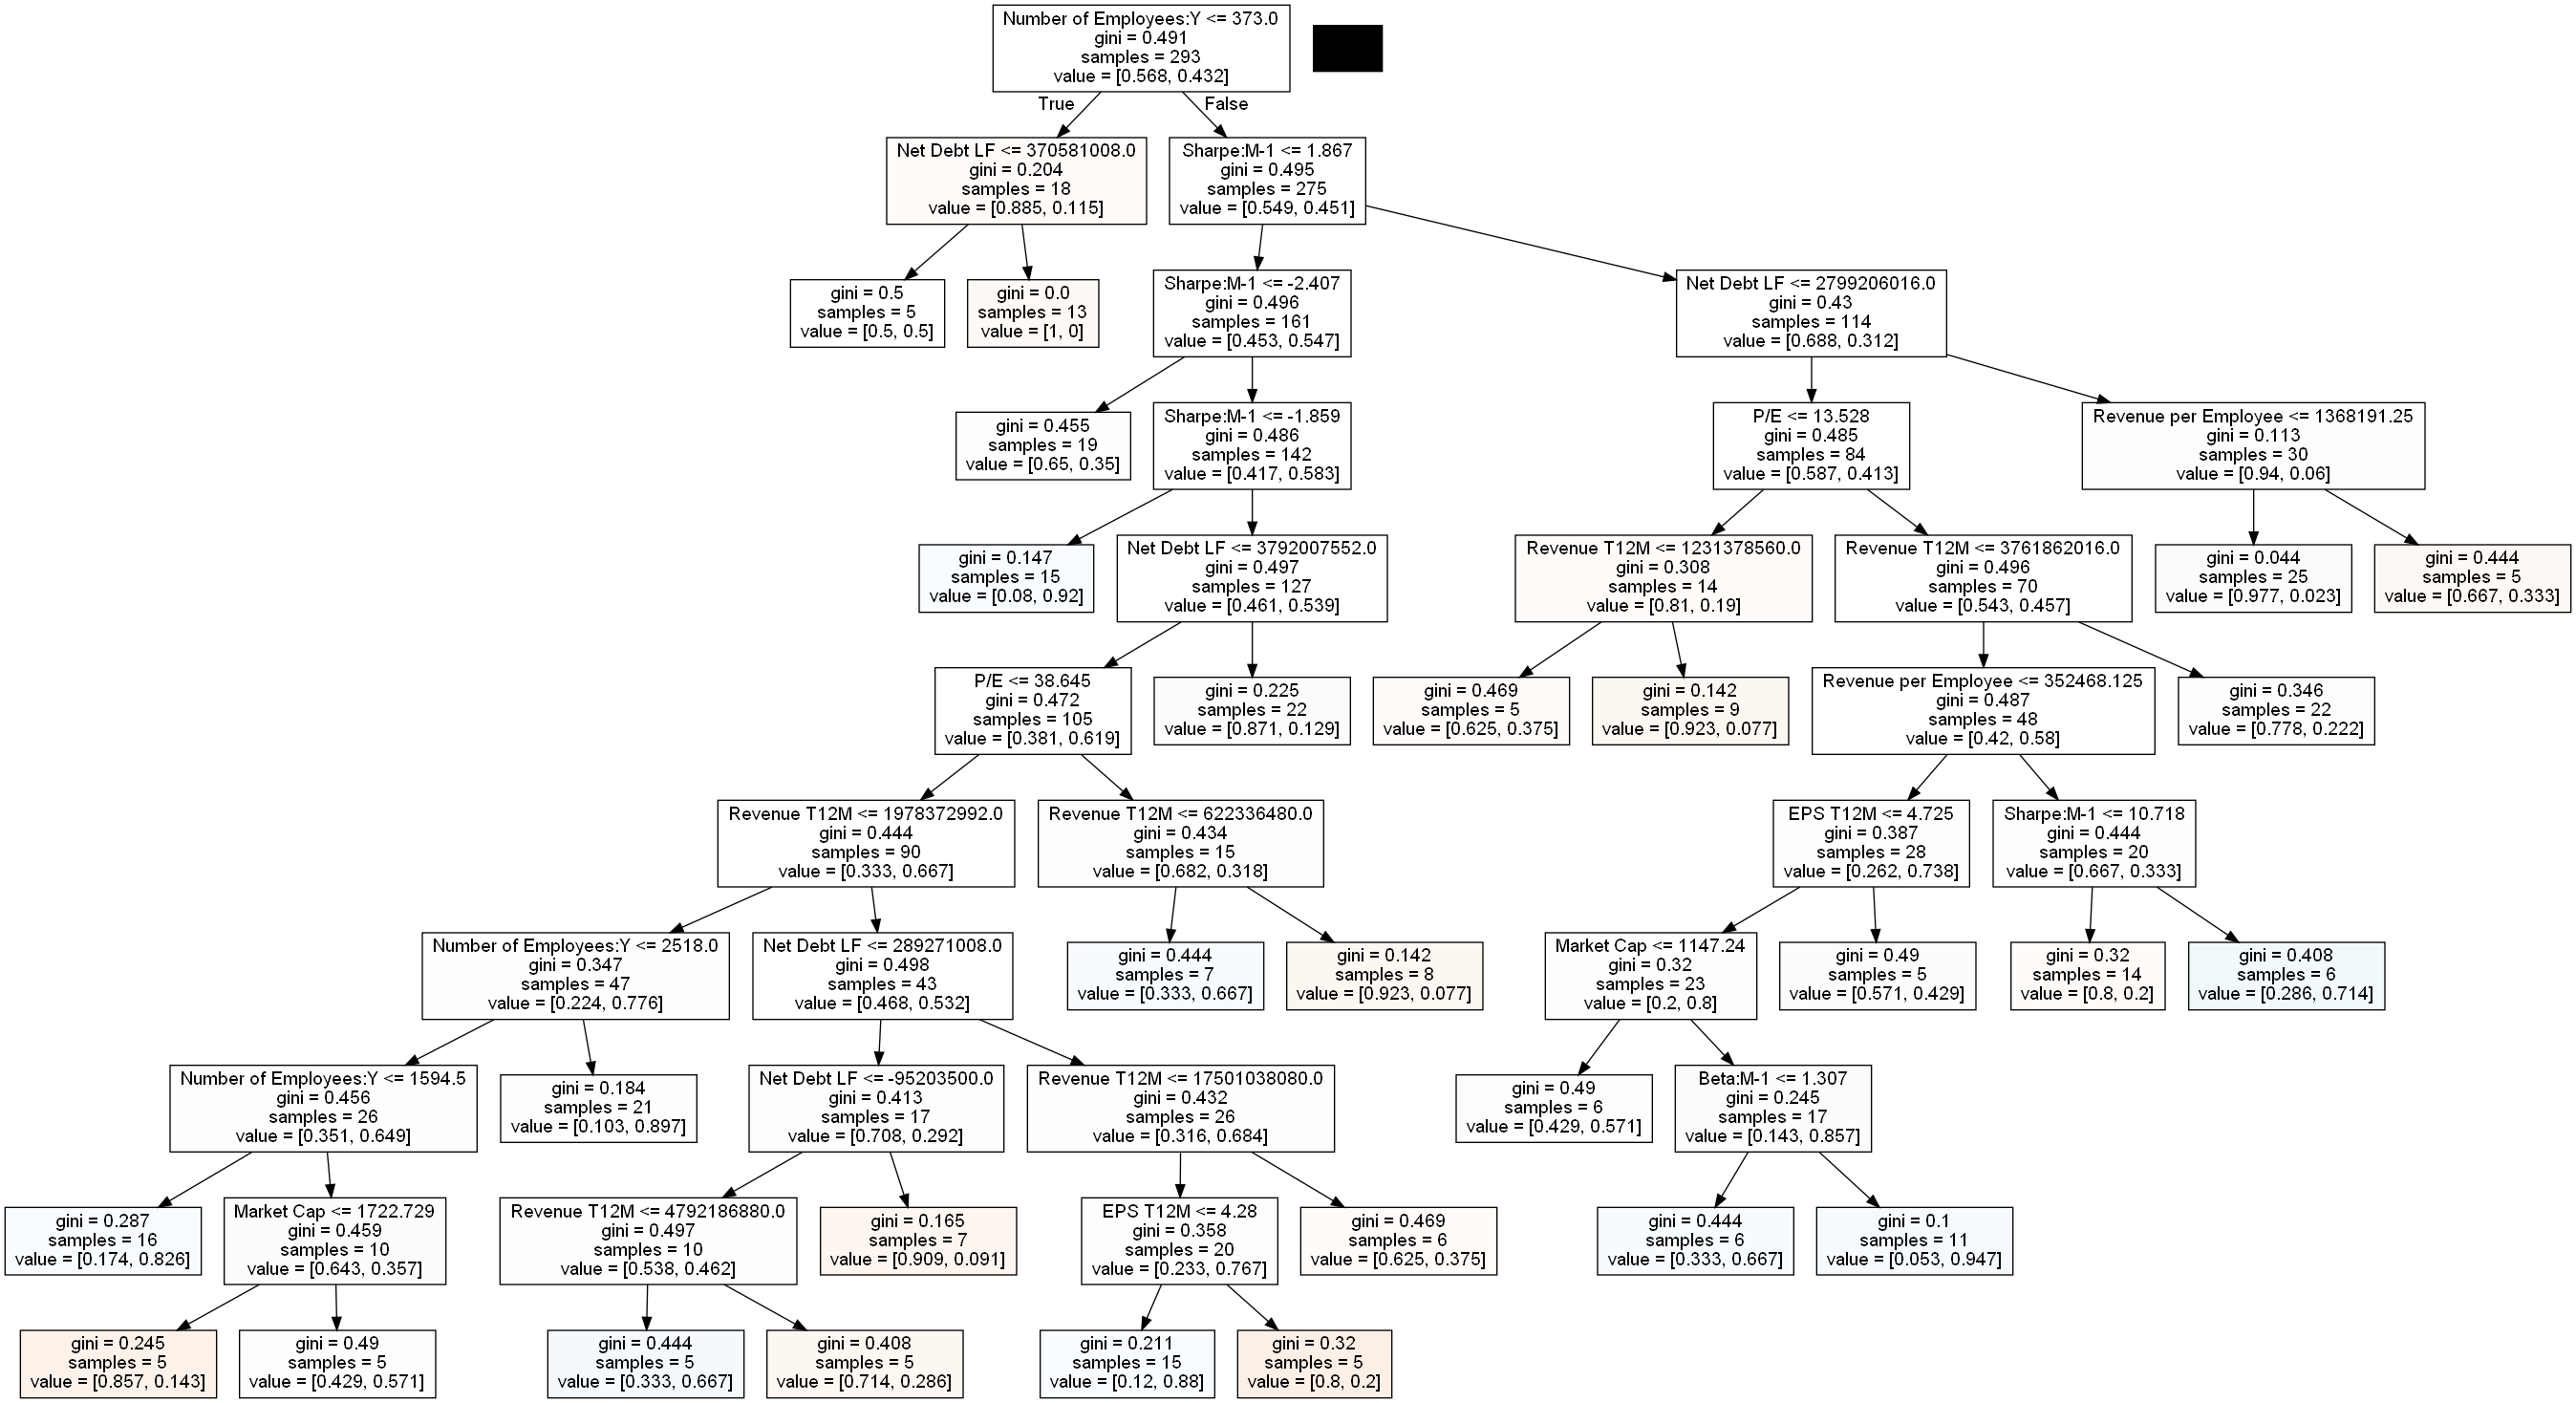 Number of Employees:Y <= 373.0
gini = 0.491
samples = 293
value = [0.568, 0.432]
True
False
Net Debt LF <= 370581008.0
gini = 0.204
samples = 18
value = [0.885, 0.115]
Sharpe:M-1 <= 1.867
gini = 0.495
samples = 275
value = [0.549, 0.451]
gini = 0.5
samples = 5
value = [0.5, 0.5]
gini = 0.0
samples = 13
value = [1, 0]
Sharpe:M-1 <= -2.407
gini = 0.496
samples = 161
value = [0.453, 0.547]
Net Debt LF <= 2799206016.0
gini = 0.43
samples = 114
value = [0.688, 0.312]
gini = 0.455
samples = 19
value = [0.65, 0.35]
Sharpe:M-1 <= -1.859
gini = 0.486
samples = 142
value = [0.417, 0.583]
P/E <= 13.528
gini = 0.485
samples = 84
value = [0.587, 0.413]
Revenue per Employee <= 1368191.25
gini = 0.113
samples = 30
value = [0.94, 0.06]
gini = 0.147
samples = 15
value = [0.08, 0.92]
Net Debt LF <= 3792007552.0
gini = 0.497
samples = 127
value = [0.461, 0.539]
Revenue T12M <= 1231378560.0
gini = 0.308
samples = 14
value = [0.81, 0.19]
Revenue T12M <= 3761862016.0
gini = 0.496
samples = 70
value = [0.543, 0.457]
gini = 0.044
samples = 25
value = [0.977, 0.023]
gini = 0.444
samples = 5
value = [0.667, 0.333]
P/E <= 38.645
gini = 0.472
samples = 105
value = [0.381, 0.619]
gini = 0.225
samples = 22
value = [0.871, 0.129]
gini = 0.469
samples = 5
value = [0.625, 0.375]
gini = 0.142
samples = 9
value = [0.923, 0.077]
Revenue per Employee <= 352468.125
gini = 0.487
samples = 48
value = [0.42, 0.58]
gini = 0.346
samples = 22
value = [0.778, 0.222]
Revenue T12M <= 1978372992.0
gini = 0.444
samples = 90
value = [0.333, 0.667]
Revenue T12M <= 622336480.0
gini = 0.434
samples = 15
value = [0.682, 0.318]
EPS T12M <= 4.725
gini = 0.387
samples = 28
value = [0.262, 0.738]
Sharpe:M-1 <= 10.718
gini = 0.444
samples = 20
value = [0.667, 0.333]
Number of Employees:Y <= 2518.0
gini = 0.347
samples = 47
value = [0.224, 0.776]
Net Debt LF <= 289271008.0
gini = 0.498
samples = 43
value = [0.468, 0.532]
gini = 0.444
samples = 7
value = [0.333, 0.667]
gini = 0.142
samples = 8
value = [0.923, 0.077]
Market Cap <= 1147.24
gini = 0.32
samples = 23
value = [0.2, 0.8]
gini = 0.49
samples = 5
value = [0.571, 0.429]
gini = 0.32
samples = 14
value = [0.8, 0.2]
gini = 0.408
samples = 6
value = [0.286, 0.714]
Number of Employees:Y <= 1594.5
gini = 0.456
samples = 26
value = [0.351, 0.649]
gini = 0.184
samples = 21
value = [0.103, 0.897]
Net Debt LF <= -95203500.0
gini = 0.413
samples = 17
value = [0.708, 0.292]
Revenue T12M <= 17501038080.0
gini = 0.432
samples = 26
value = [0.316, 0.684]
gini = 0.49
samples = 6
value = [0.429, 0.571]
Beta:M-1 <= 1.307
gini = 0.245
samples = 17
value = [0.143, 0.857]
gini = 0.287
samples = 16
value = [0.174, 0.826]
Market Cap <= 1722.729
gini = 0.459
samples = 10
value = [0.643, 0.357]
Revenue T12M <= 4792186880.0
gini = 0.497
samples = 10
value = [0.538, 0.462]
gini = 0.165
samples = 7
value = [0.909, 0.091]
EPS T12M <= 4.28
gini = 0.358
samples = 20
value = [0.233, 0.767]
gini = 0.469
samples = 6
value = [0.625, 0.375]
gini = 0.444
samples = 6
value = [0.333, 0.667]
gini = 0.1
samples = 11
value = [0.053, 0.947]
gini = 0.245
samples = 5
value = [0.857, 0.143]
gini = 0.49
samples = 5
value = [0.429, 0.571]
gini = 0.444
samples = 5
value = [0.333, 0.667]
gini = 0.408
samples = 5
value = [0.714, 0.286]
gini = 0.211
samples = 15
value = [0.12, 0.88]
gini = 0.32
samples = 5
value = [0.8, 0.2]